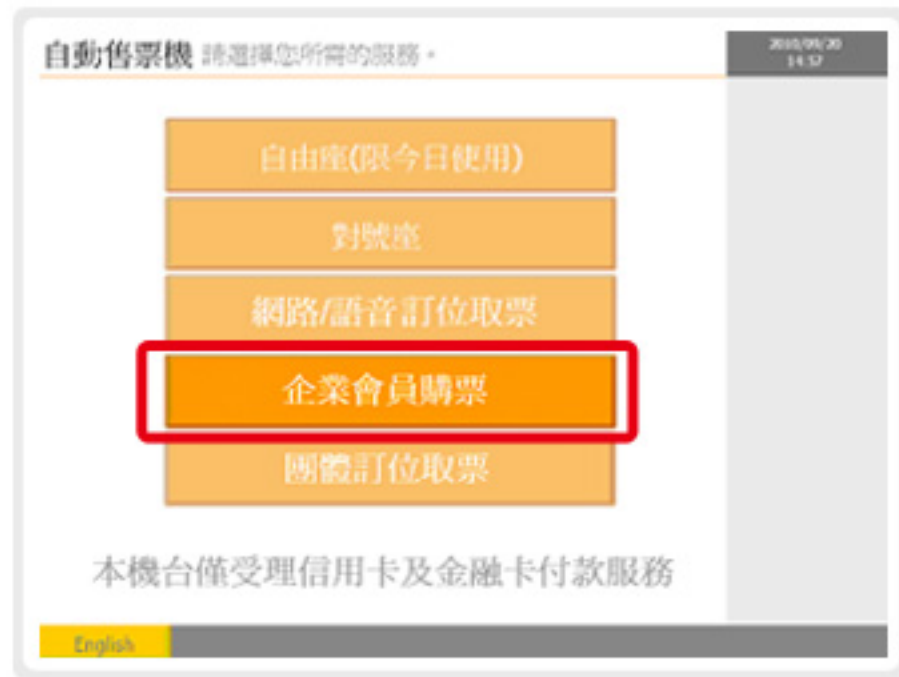 自動售票機 請選擇您所需的服務。
2010/09/20
14:57
自由座(限今日使用)
對號座
網路/語音訂位取票
企業會員購票
團體訂位取票
本機台僅受理信用卡及金融卡付款服務
English